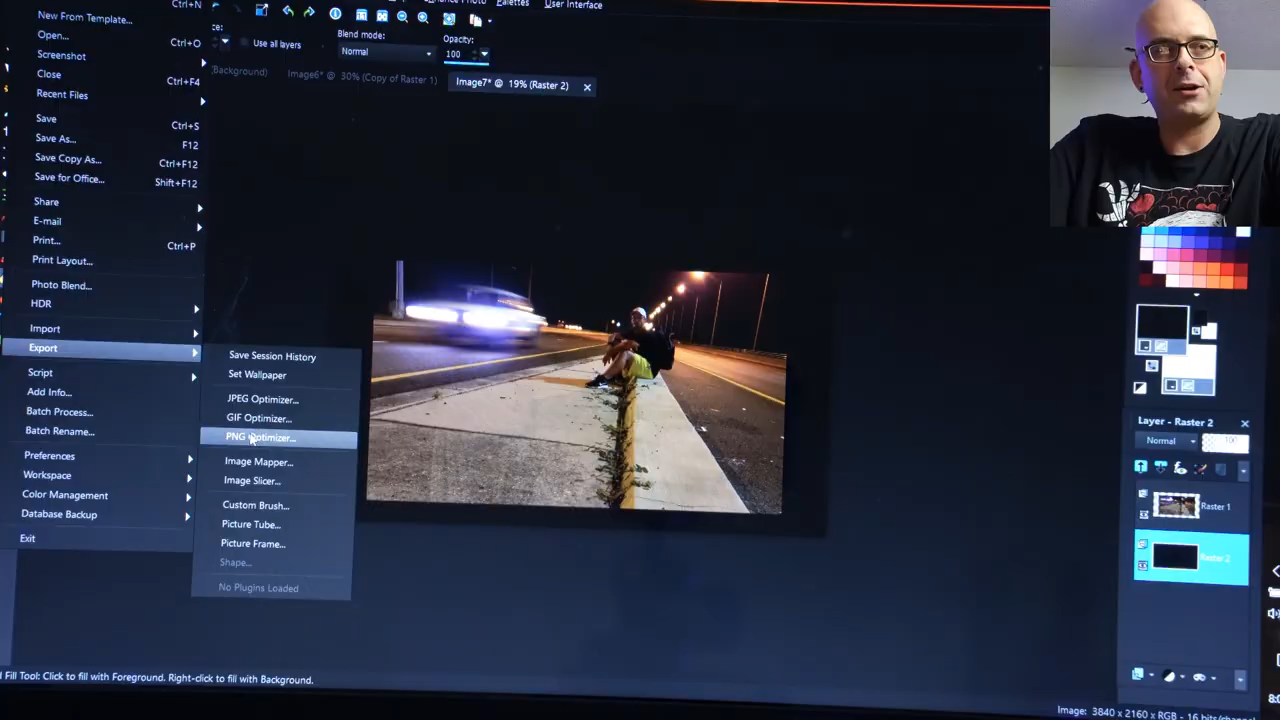 New From Template...
Ctrl+N
Open...
Ctrl+O
Screenshot
Close
Ctrl+F4
Recent Files
Save
Ctrl+S
Save As...
F12
Save Copy As...
Ctrl+F12
Save for Office...
Shift+F12
Share
E-mail
Print...
Ctrl+P
Print Layout...
Photo Blend...
HDR
Import
Export
Script
Add Info...
Batch Process...
Batch Rename...
Preferences
Workspace
Color Management
Database Backup
Exit
Save Session History
Set Wallpaper
JPEG Optimizer...
GIF Optimizer...
PNG Optimizer...
Image Mapper...
Image Slicer...
Custom Brush...
Picture Tube...
Picture Frame...
Shape...
No Plugins Loaded
Photo
Palettes
User Interface
Use all layers
Blend mode:
Normal
Opacity:
100
Background)
Image6* @ 30% (Copy of Raster 1)
Image7* @ 19% (Raster 2)
Layer - Raster 2
Normal
100
Raster 1
Raster 2
Fill Tool: Click to fill with Foreground. Right-click to fill with Background.
Image: 3840 x 2160 x RGB - 16 bits/channel